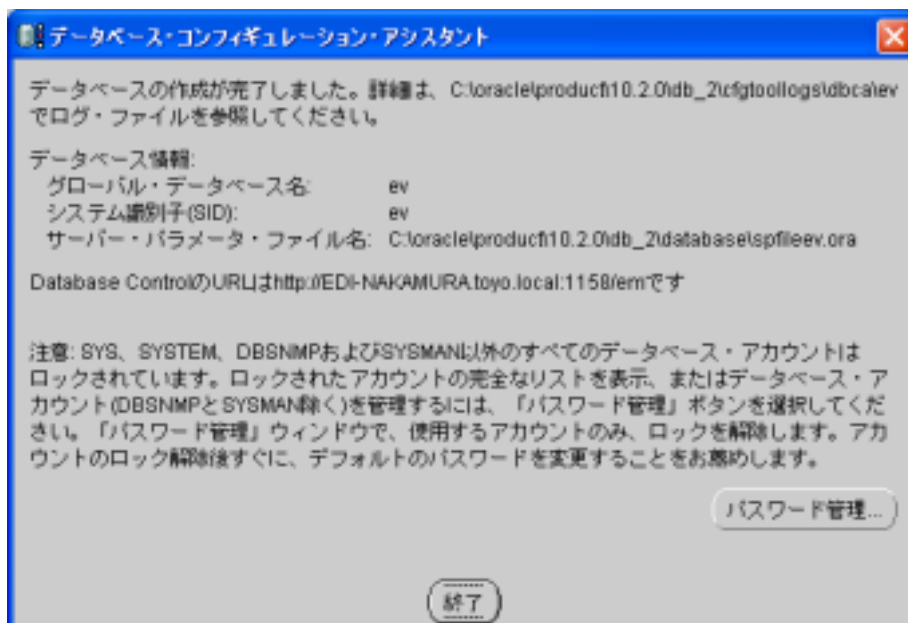 データベース・コンフィギュレーション・アシスタント
データベースの作成が完了しました。詳細は、C:\oracle\product\10.2.0\db_2\cfgtoollogs\dbca\ev
でログ・ファイルを参照してください。
データベース情報:
グローバル・データベース名: ev
システム識別子(SID): ev
サーバー・パラメータ・ファイル名: C:\oracle\product\10.2.0\db_2\database\spfileev.ora
Database ControlのURLはhttp://EDI-NAKAMURA.toyo.local:1158/emです
注意: SYS、SYSTEM、DBSNMPおよびSYSMAN以外のすべてのデータベース・アカウントは
ロックされています。ロックされたアカウントの完全なリストを表示、またはデータベース・ア
カウント(DBSNMPとSYSMAN除く)を管理するには、「パスワード管理」ボタンを選択してくだ
さい。「パスワード管理」ウィンドウで、使用するアカウントのみ、ロックを解除します。アカ
ウントのロック解除後すぐに、デフォルトのパスワードを変更することをお薦めします。
パスワード管理...
終了